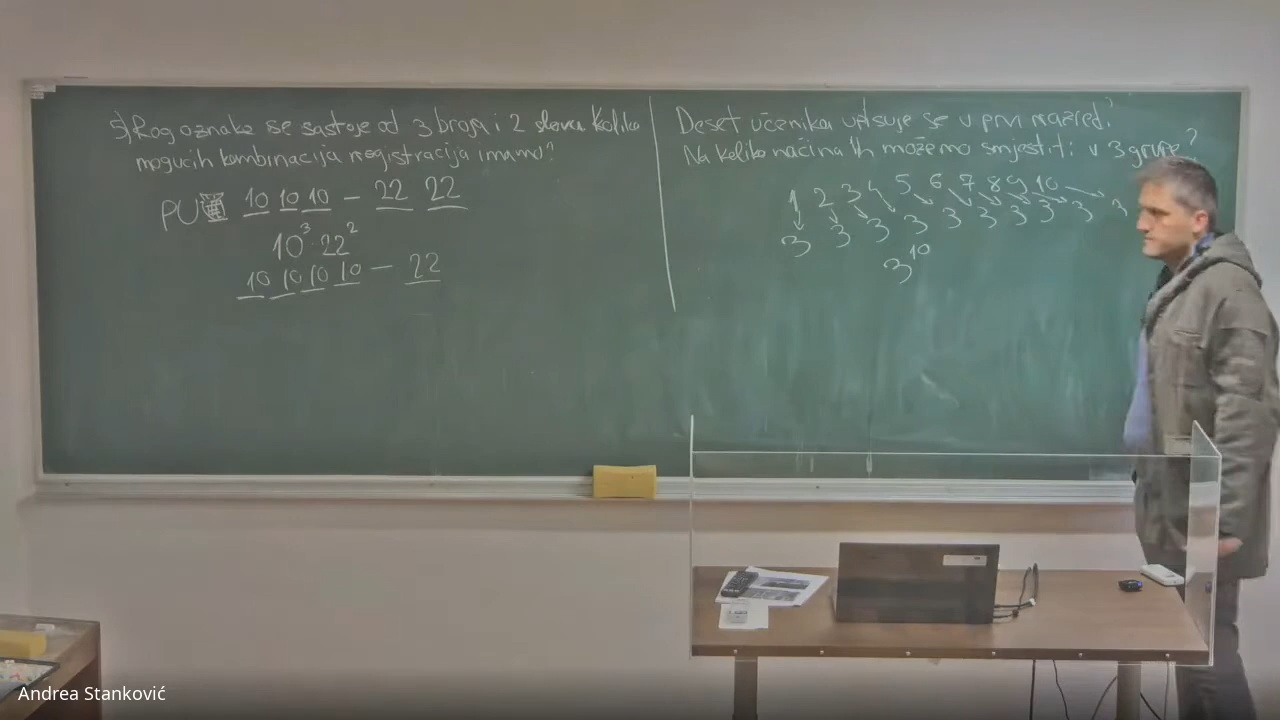 5) Reg oznake se sastoje od 3 broja i 2 slova Koliko
mogućih kombinacija registracija imamo?
PU 10 10 10 - 22 22
10³·22²
10 10 10 10 - 22
Deset učenika upisuje se u prvi razred.
Na koliko načina ih možemo smjestiti u 3 grupe?
1 2 3 4 5 6 7 8 9 10
3 3 3 3 3 3 3 3 3 3 3
3¹⁰
Andrea Stanković